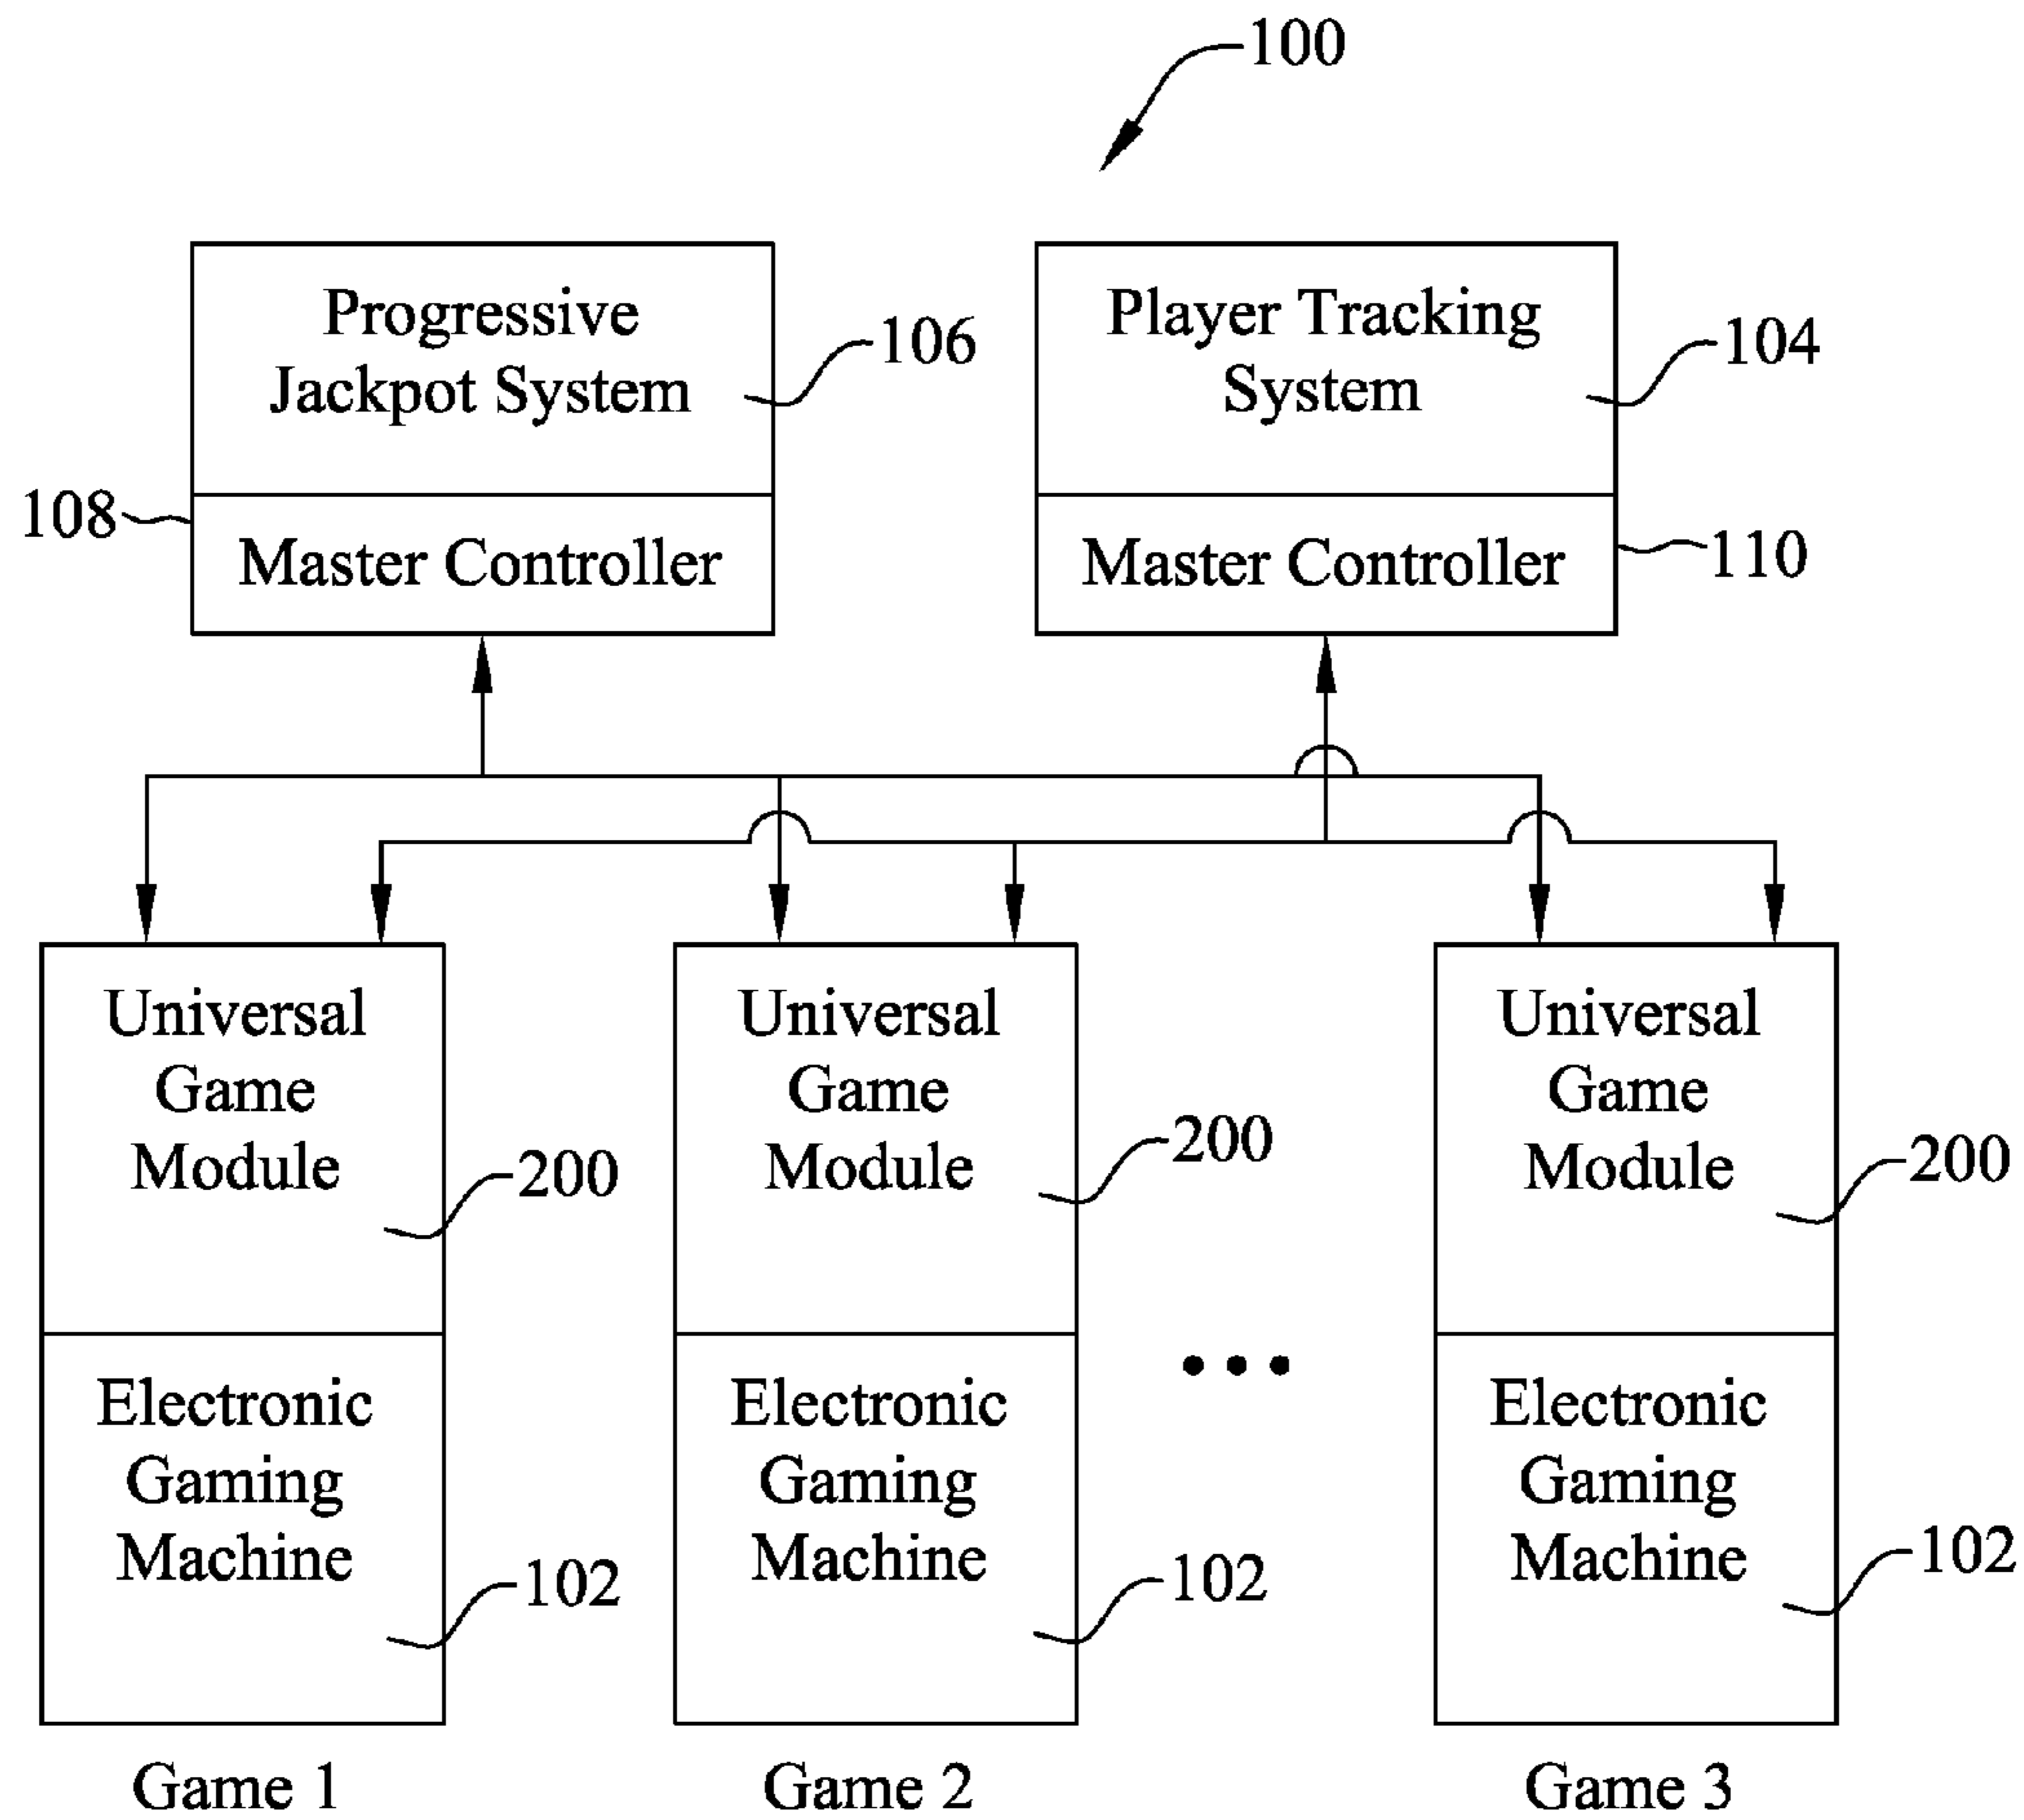 100
Progressive
Jackpot System
106
108
Master Controller
Player Tracking
System
104
Master Controller
110
Universal
Game
Module
200
Electronic
Gaming
Machine
102
Game 1
Universal
Game
Module
200
Electronic
Gaming
Machine
102
Game 2
Universal
Game
Module
200
Electronic
Gaming
Machine
102
Game 3